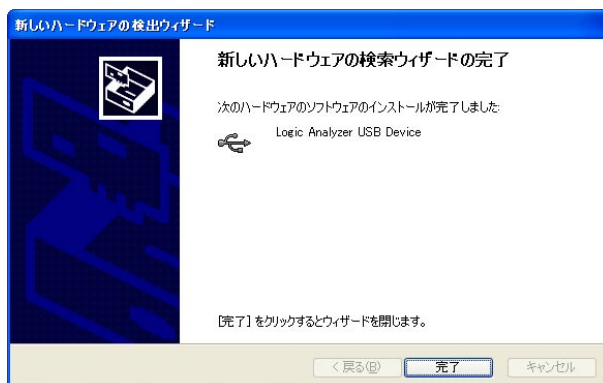 新しいハードウェアの検出ウィザード
新しいハードウェアの検索ウィザードの完了
次のハードウェアのソフトウェアのインストールが完了しました:
Logic Analyzer USB Device
[完了] をクリックするとウィザードを閉じます。
< 戻る(B)
完了
キャンセル